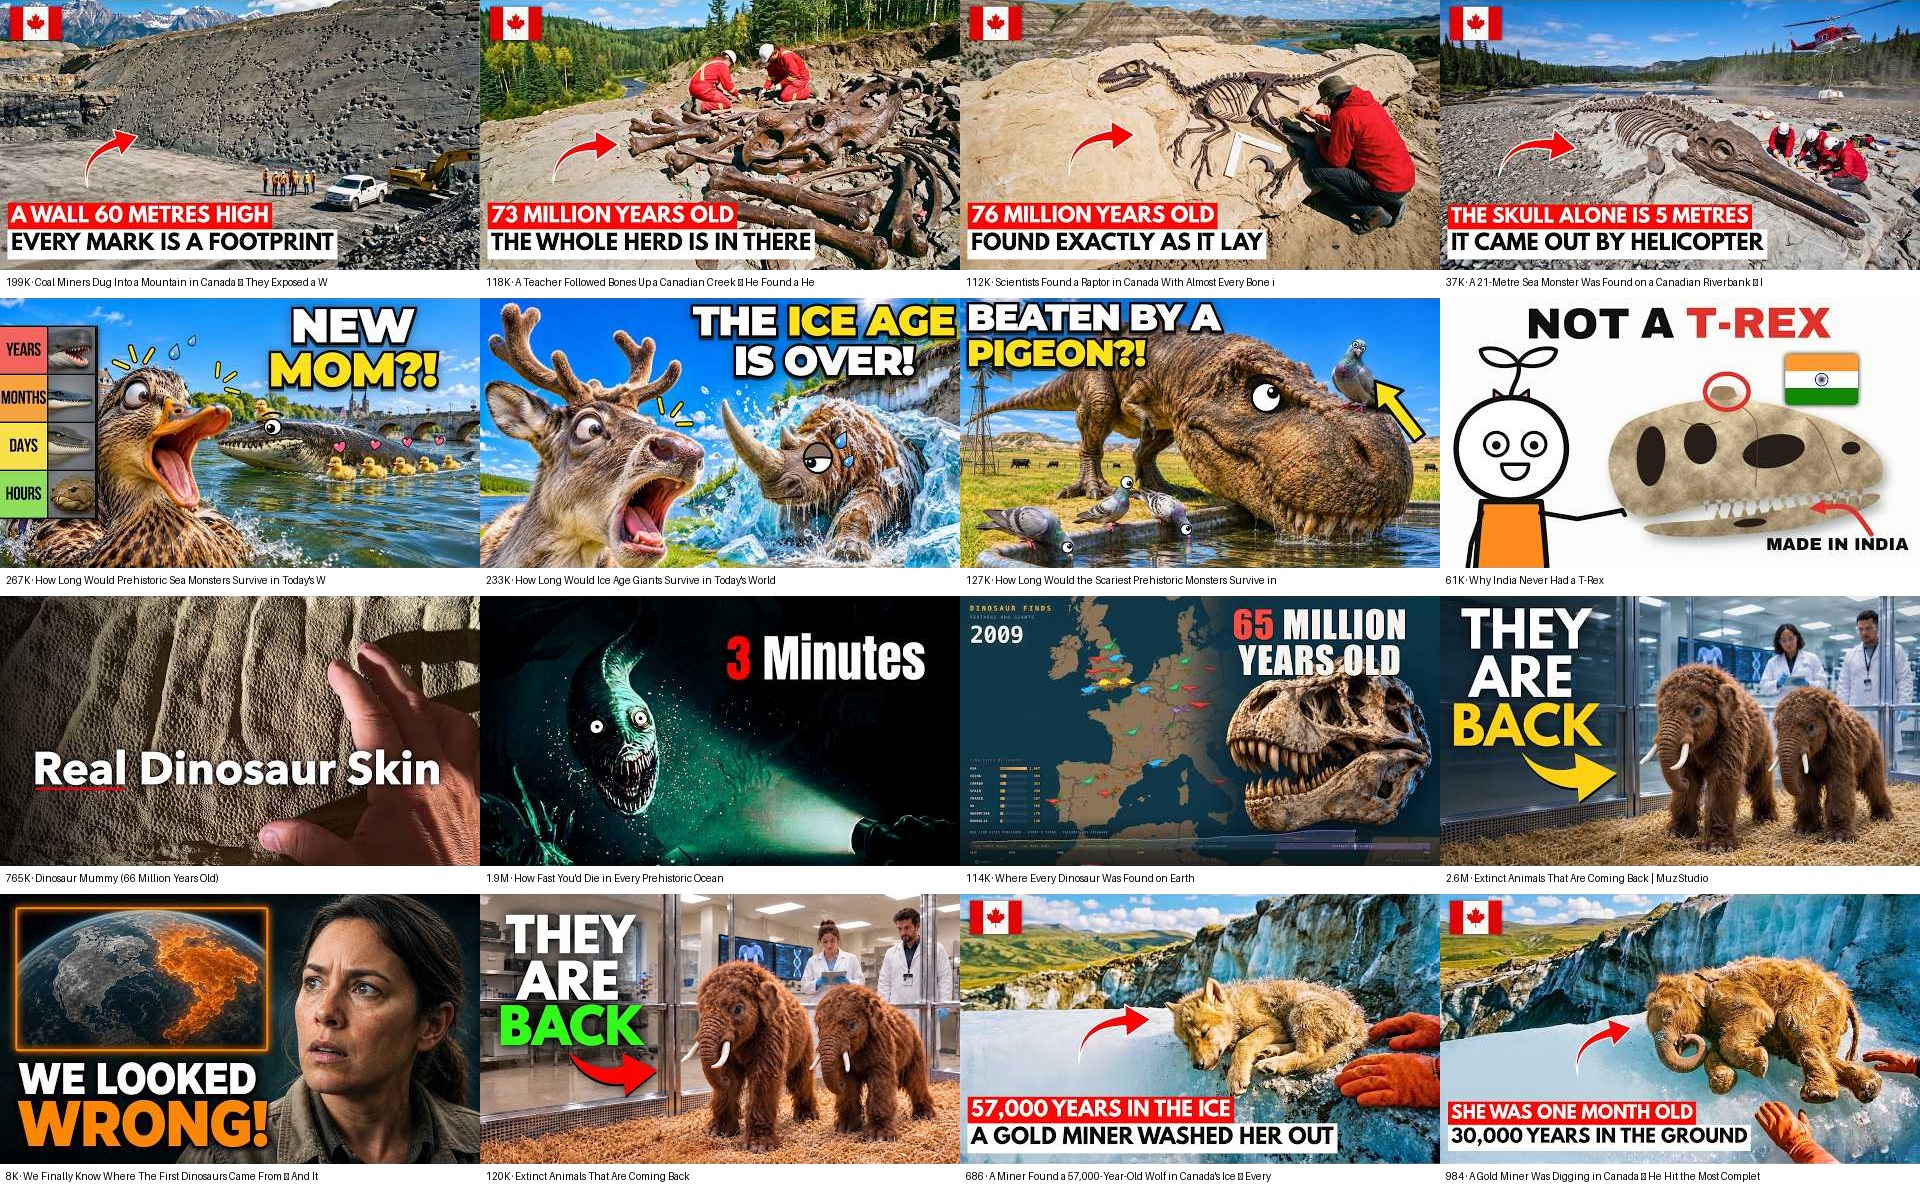 A WALL 60 METRES HIGH
EVERY MARK IS A FOOTPRINT
199K · Coal Miners Dug Into a Mountain in Canada They Exposed a W
73 MILLION YEARS OLD
THE WHOLE HERD IS IN THERE
118K · A Teacher Followed Bones Up a Canadian Creek He Found a He
76 MILLION YEARS OLD
FOUND EXACTLY AS IT LAY
112K · Scientists Found a Raptor in Canada With Almost Every Bone i
THE SKULL ALONE IS 5 METRES
IT CAME OUT BY HELICOPTER
37K · A 21-Metre Sea Monster Was Found on a Canadian Riverbank I
YEARS
MONTHS
DAYS
HOURS
NEW
MOM?!
267K · How Long Would Prehistoric Sea Monsters Survive in Today's W
THE ICE AGE
IS OVER!
233K · How Long Would Ice Age Giants Survive in Today's World
BEATEN BY A
PIGEON?!
127K · How Long Would the Scariest Prehistoric Monsters Survive in
NOT A T-REX
MADE IN INDIA
61K · Why India Never Had a T-Rex
Real Dinosaur Skin
765K · Dinosaur Mummy (66 Million Years Old)
3 Minutes
1.9M · How Fast You'd Die in Every Prehistoric Ocean
DINOSAUR FINDS
2009
65 MILLION
YEARS OLD
114K · Where Every Dinosaur Was Found on Earth
THEY
ARE
BACK
2.6M · Extinct Animals That Are Coming Back | Muz Studio
WE LOOKED
WRONG!
8K · We Finally Know Where The First Dinosaurs Came From And It
THEY
ARE
BACK
120K · Extinct Animals That Are Coming Back
57,000 YEARS IN THE ICE
A GOLD MINER WASHED HER OUT
686 · A Miner Found a 57,000-Year-Old Wolf in Canada's Ice Every
SHE WAS ONE MONTH OLD
30,000 YEARS IN THE GROUND
984 · A Gold Miner Was Digging in Canada He Hit the Most Complet